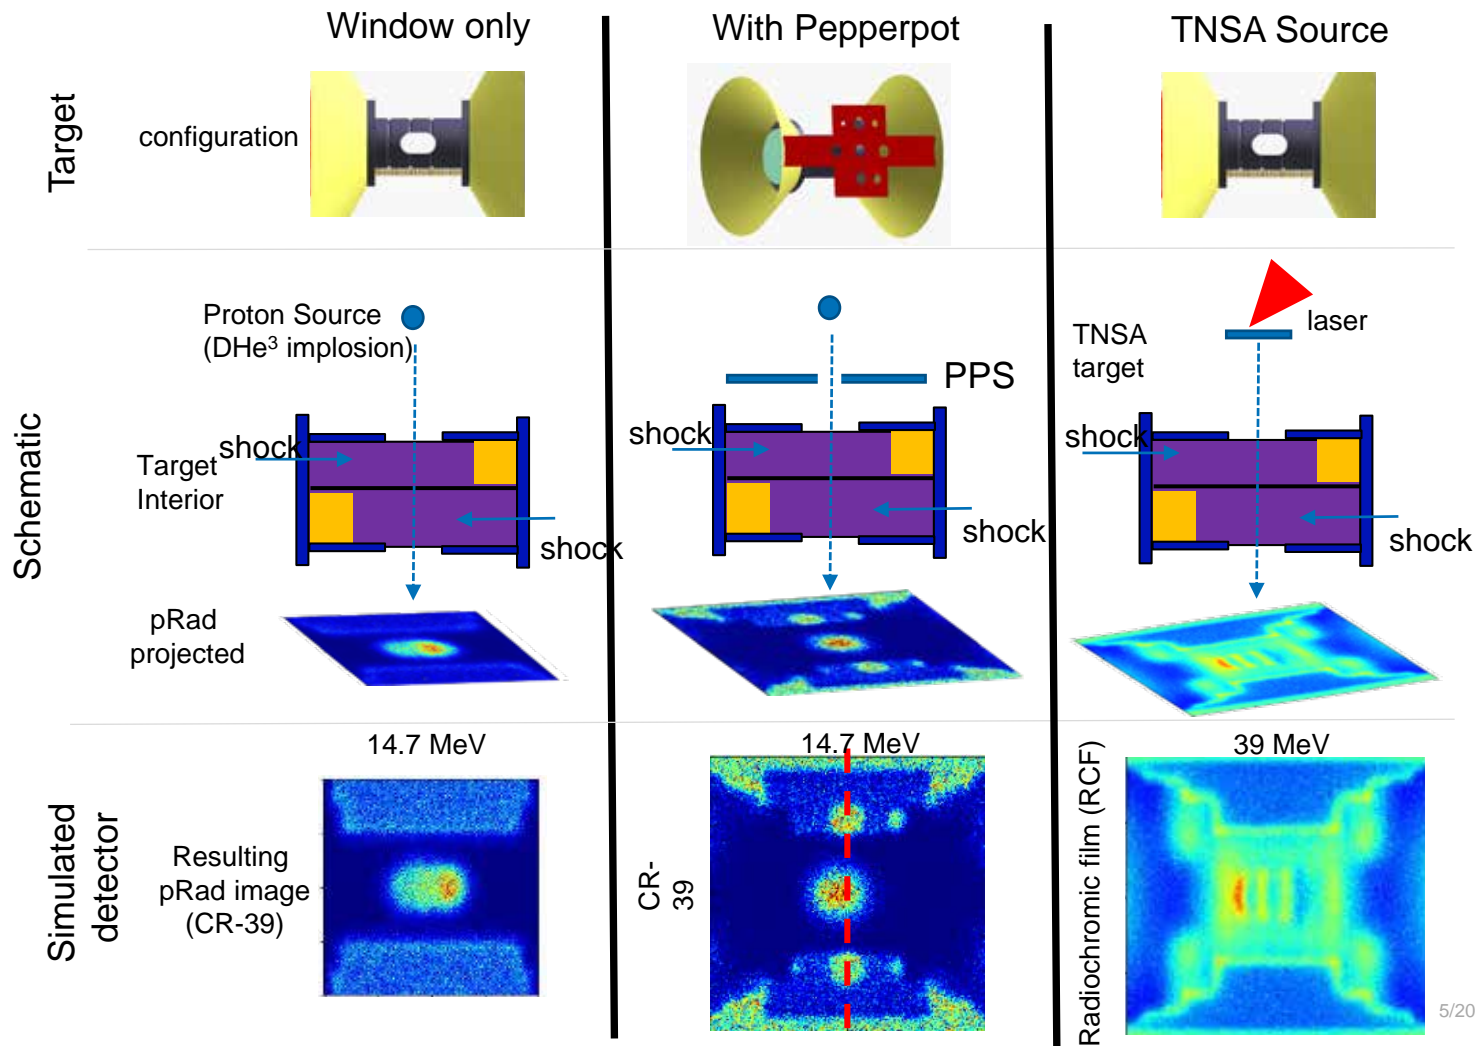 Window only
With Pepperpot
TNSA Source
Target
configuration
Schematic
Proton Source
(DHe³ implosion)
shock
Target
Interior
shock
pRad
projected
PPS
shock
shock
TNSA
target
laser
shock
shock
Simulated
detector
14.7 MeV
Resulting
pRad image
(CR-39)
14.7 MeV
CR-
39
39 MeV
Radiochromic film (RCF)
5/20